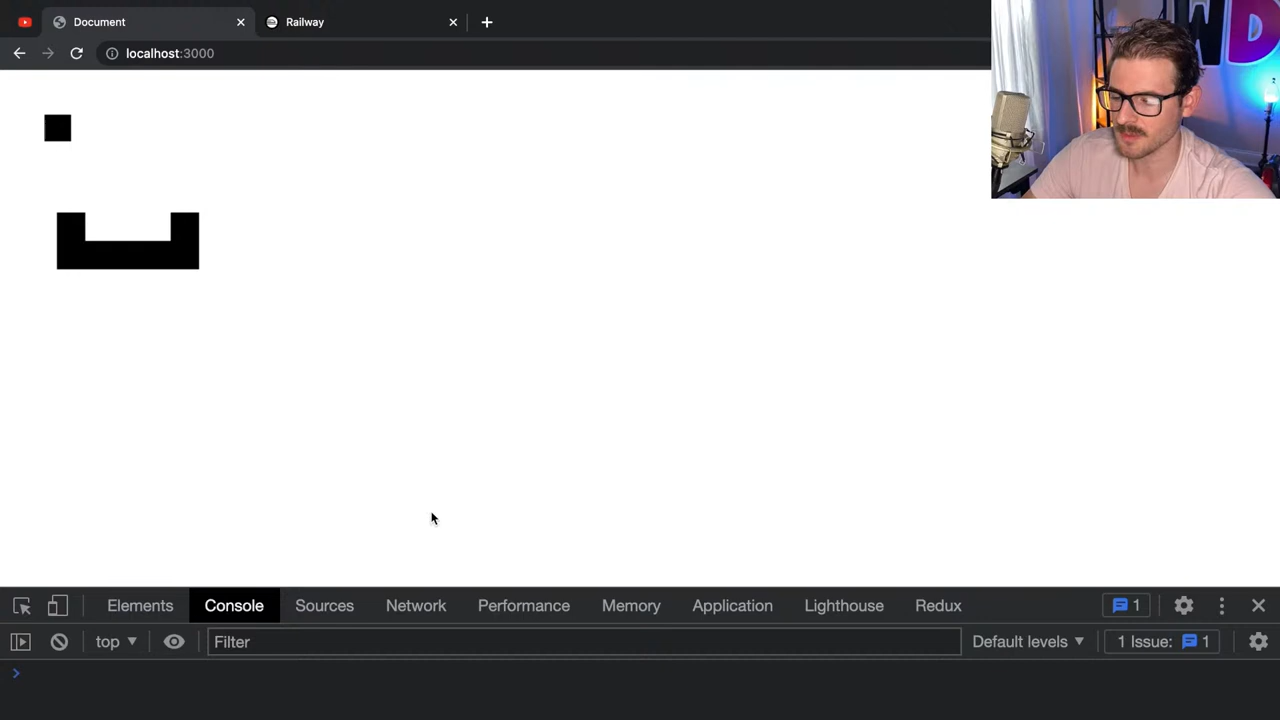 Document
Railway
localhost:3000
WD
Elements
Console
Sources
Network
Performance
Memory
Application
Lighthouse
Redux
1
top
Filter
Default levels
1 Issue:
1